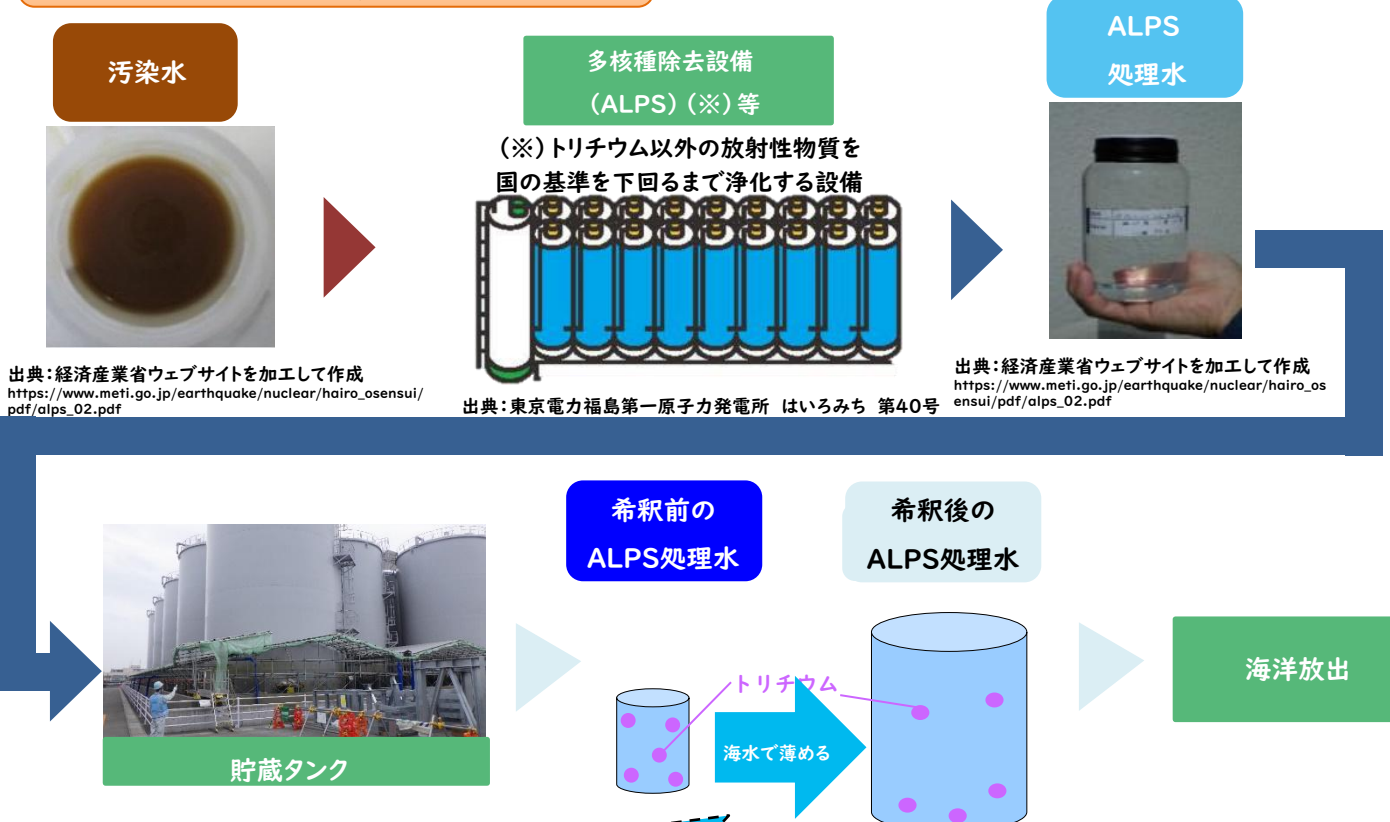 汚染水
多核種除去設備
(ALPS)(※)等
ALPS
処理水
(※)トリチウム以外の放射性物質を
国の基準を下回るまで浄化する設備
出典:経済産業省ウェブサイトを加工して作成
https://www.meti.go.jp/earthquake/nuclear/hairo_osensui/
pdf/alps_02.pdf
出典:東京電力福島第一原子力発電所 はいろみち 第40号
出典:経済産業省ウェブサイトを加工して作成
https://www.meti.go.jp/earthquake/nuclear/hairo_os
ensui/pdf/alps_02.pdf
希釈前の
ALPS処理水
希釈後の
ALPS処理水
トリチウム
海水で薄める
海洋放出
貯蔵タンク